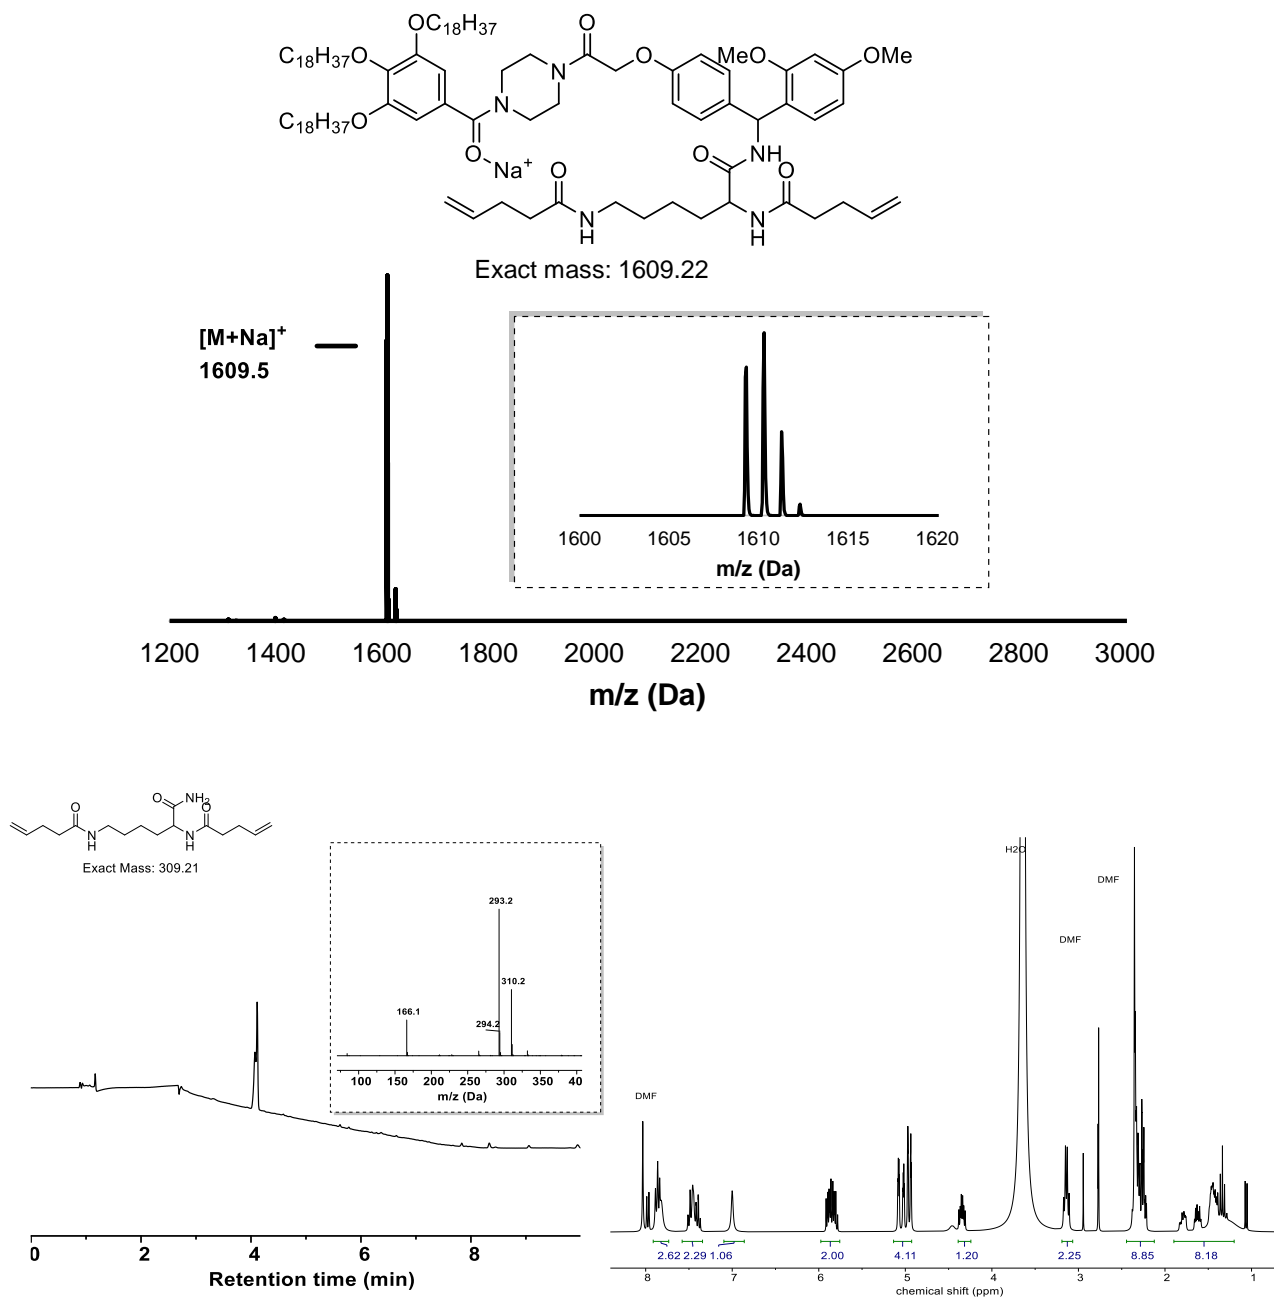 OC18H37
C18H37O
C18H37O
O
N
N
O
O
MeO
OMe
O
Na+
O
NH
O
N
H
N
H
O
Exact mass: 1609.22
[M+Na]+
1609.5
1600 1605 1610 1615 1620
m/z (Da)
1200 1400 1600 1800 2000 2200 2400 2600 2800 3000
m/z (Da)
O
NH2
O
O
N
H
N
H
Exact Mass: 309.21
293.2
310.2
166.1
294.2
100 150 200 250 300 350 40
m/z (Da)
0 2 4 6 8
Retention time (min)
H2O
DMF
DMF
DMF
2.62 2.29 1.06 2.00 4.11 1.20 2.25 8.85 8.18
8 7 6 5 4 3 2 1
chemical shift (ppm)